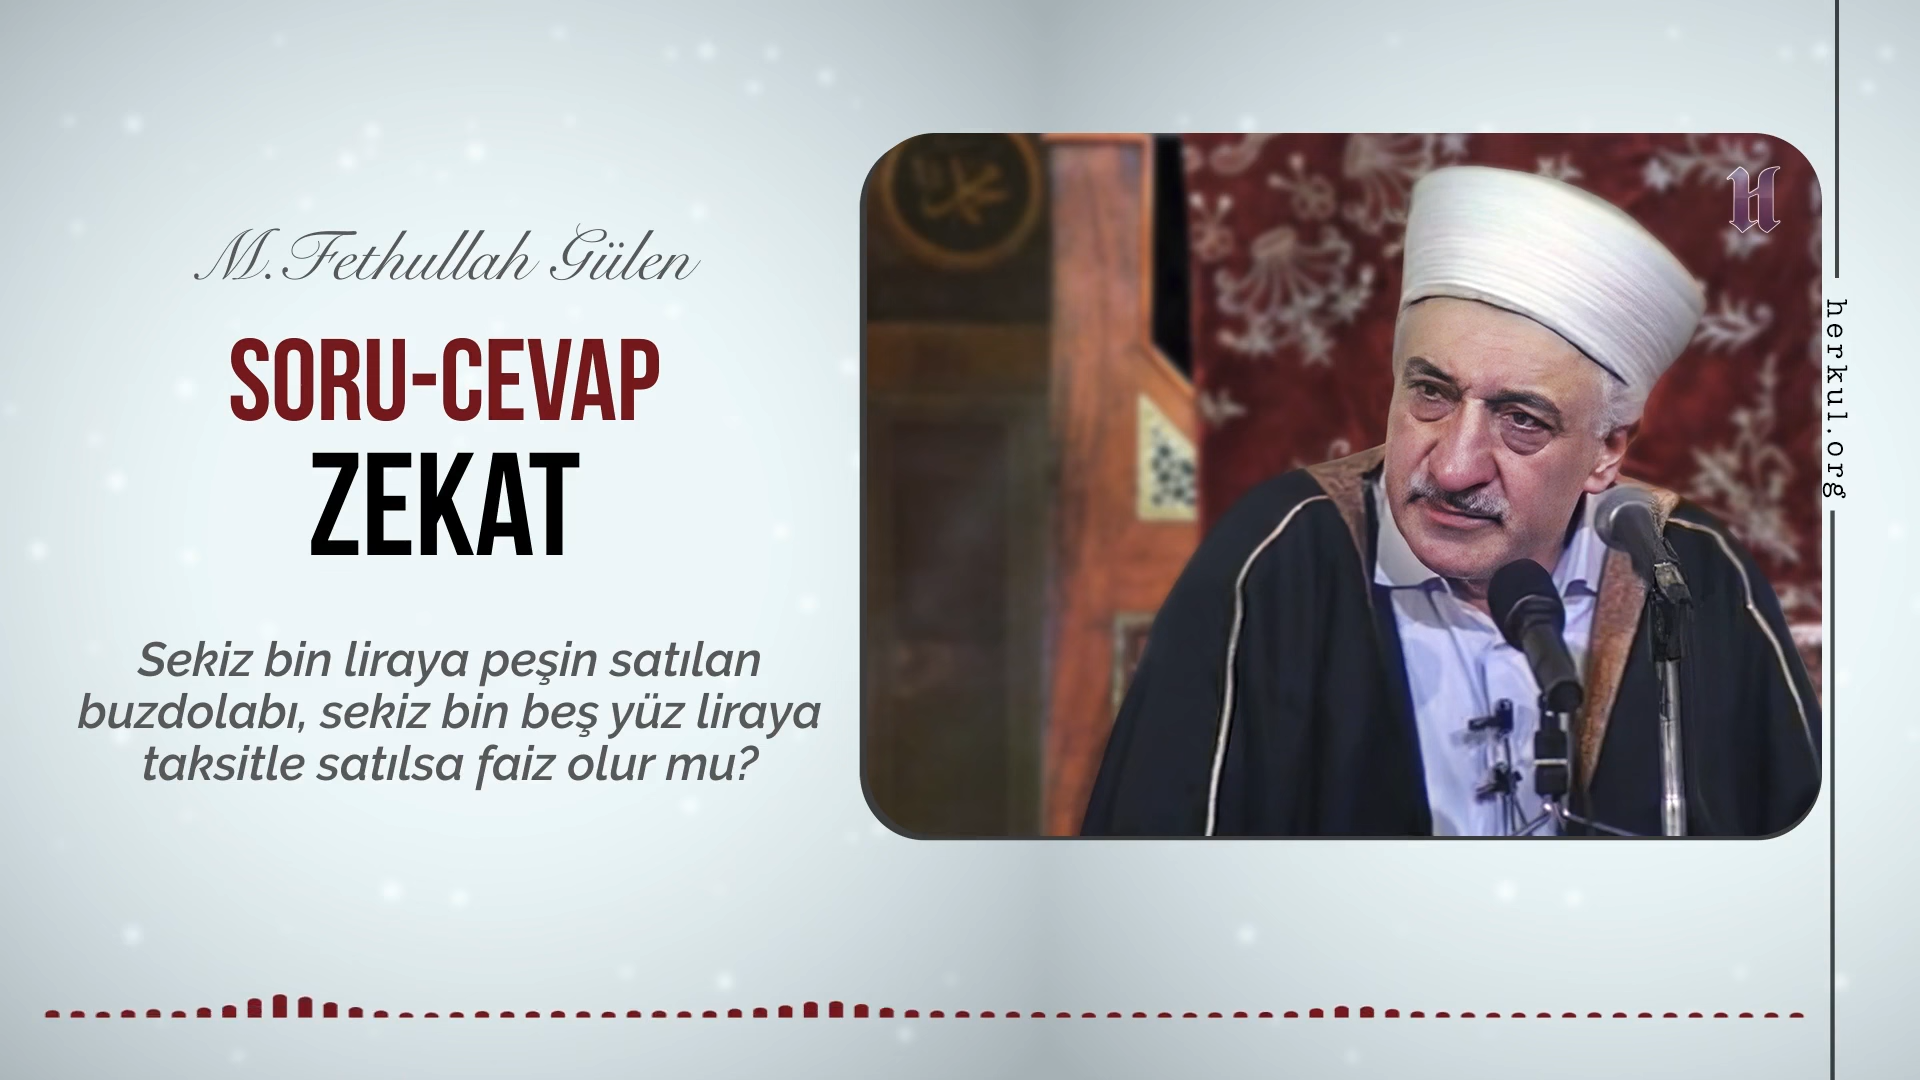 M. Fethullah Gülen
SORU-CEVAP
ZEKAT
Sekiz bin liraya peşin satılan
buzdolabı, sekiz bin beş yüz liraya
taksitle satılsa faiz olur mu?
H
herkul.org
محمد